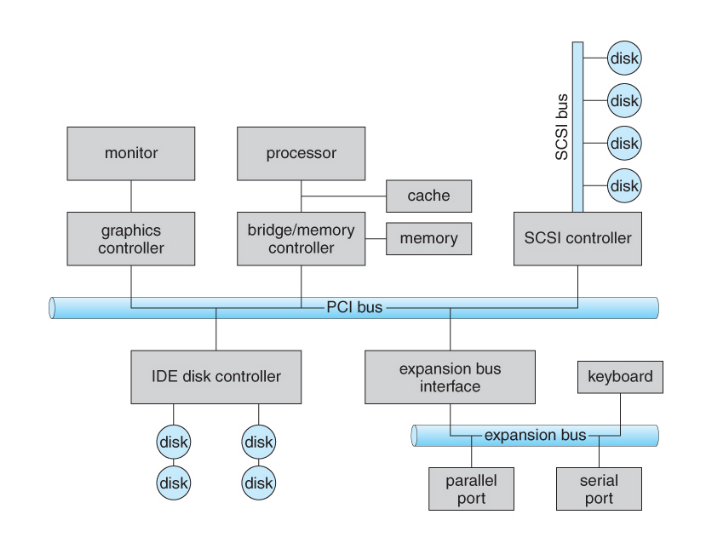 disk
disk
disk
disk
SCSI bus
monitor
processor
cache
graphics
controller
bridge/memory
controller
memory
SCSI controller
PCI bus
IDE disk controller
expansion bus
interface
keyboard
disk
disk
expansion bus
disk
disk
parallel
port
serial
port